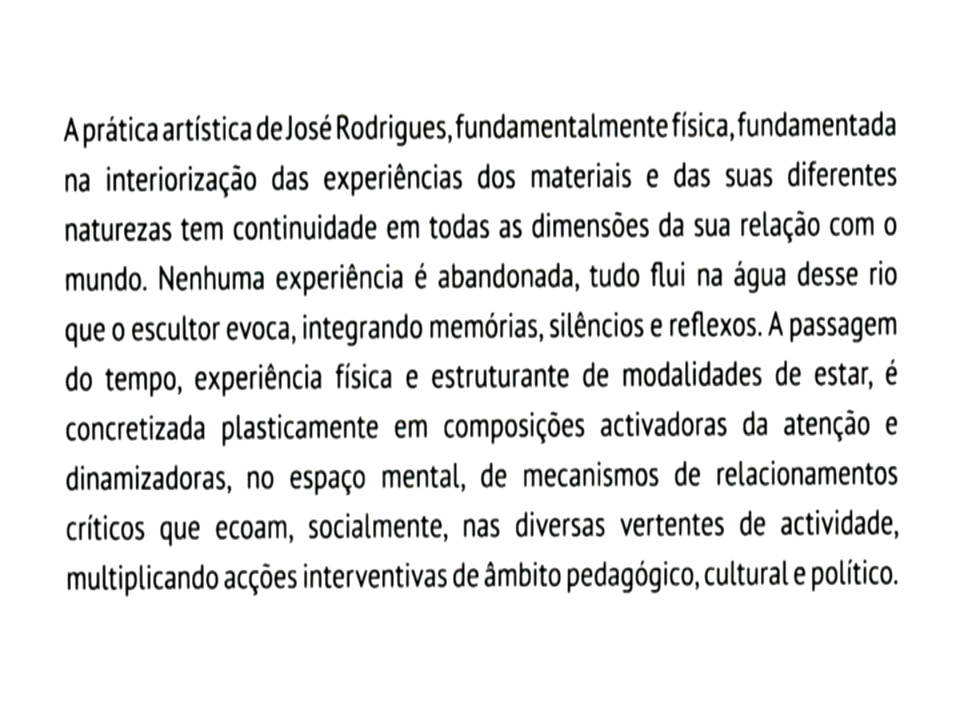 A prática artística de José Rodrigues, fundamentalmente física, fundamentada
na interiorização das experiências dos materiais e das suas diferentes
naturezas tem continuidade em todas as dimensões da sua relação com o
mundo. Nenhuma experiência é abandonada, tudo flui na água desse rio
que o escultor evoca, integrando memórias, silêncios e reflexos. A passagem
do tempo, experiência física e estruturante de modalidades de estar, é
concretizada plasticamente em composições activadoras da atenção e
dinamizadoras, no espaço mental, de mecanismos de relacionamentos
críticos que ecoam, socialmente, nas diversas vertentes de actividade,
multiplicando acções interventivas de âmbito pedagógico, cultural e político.